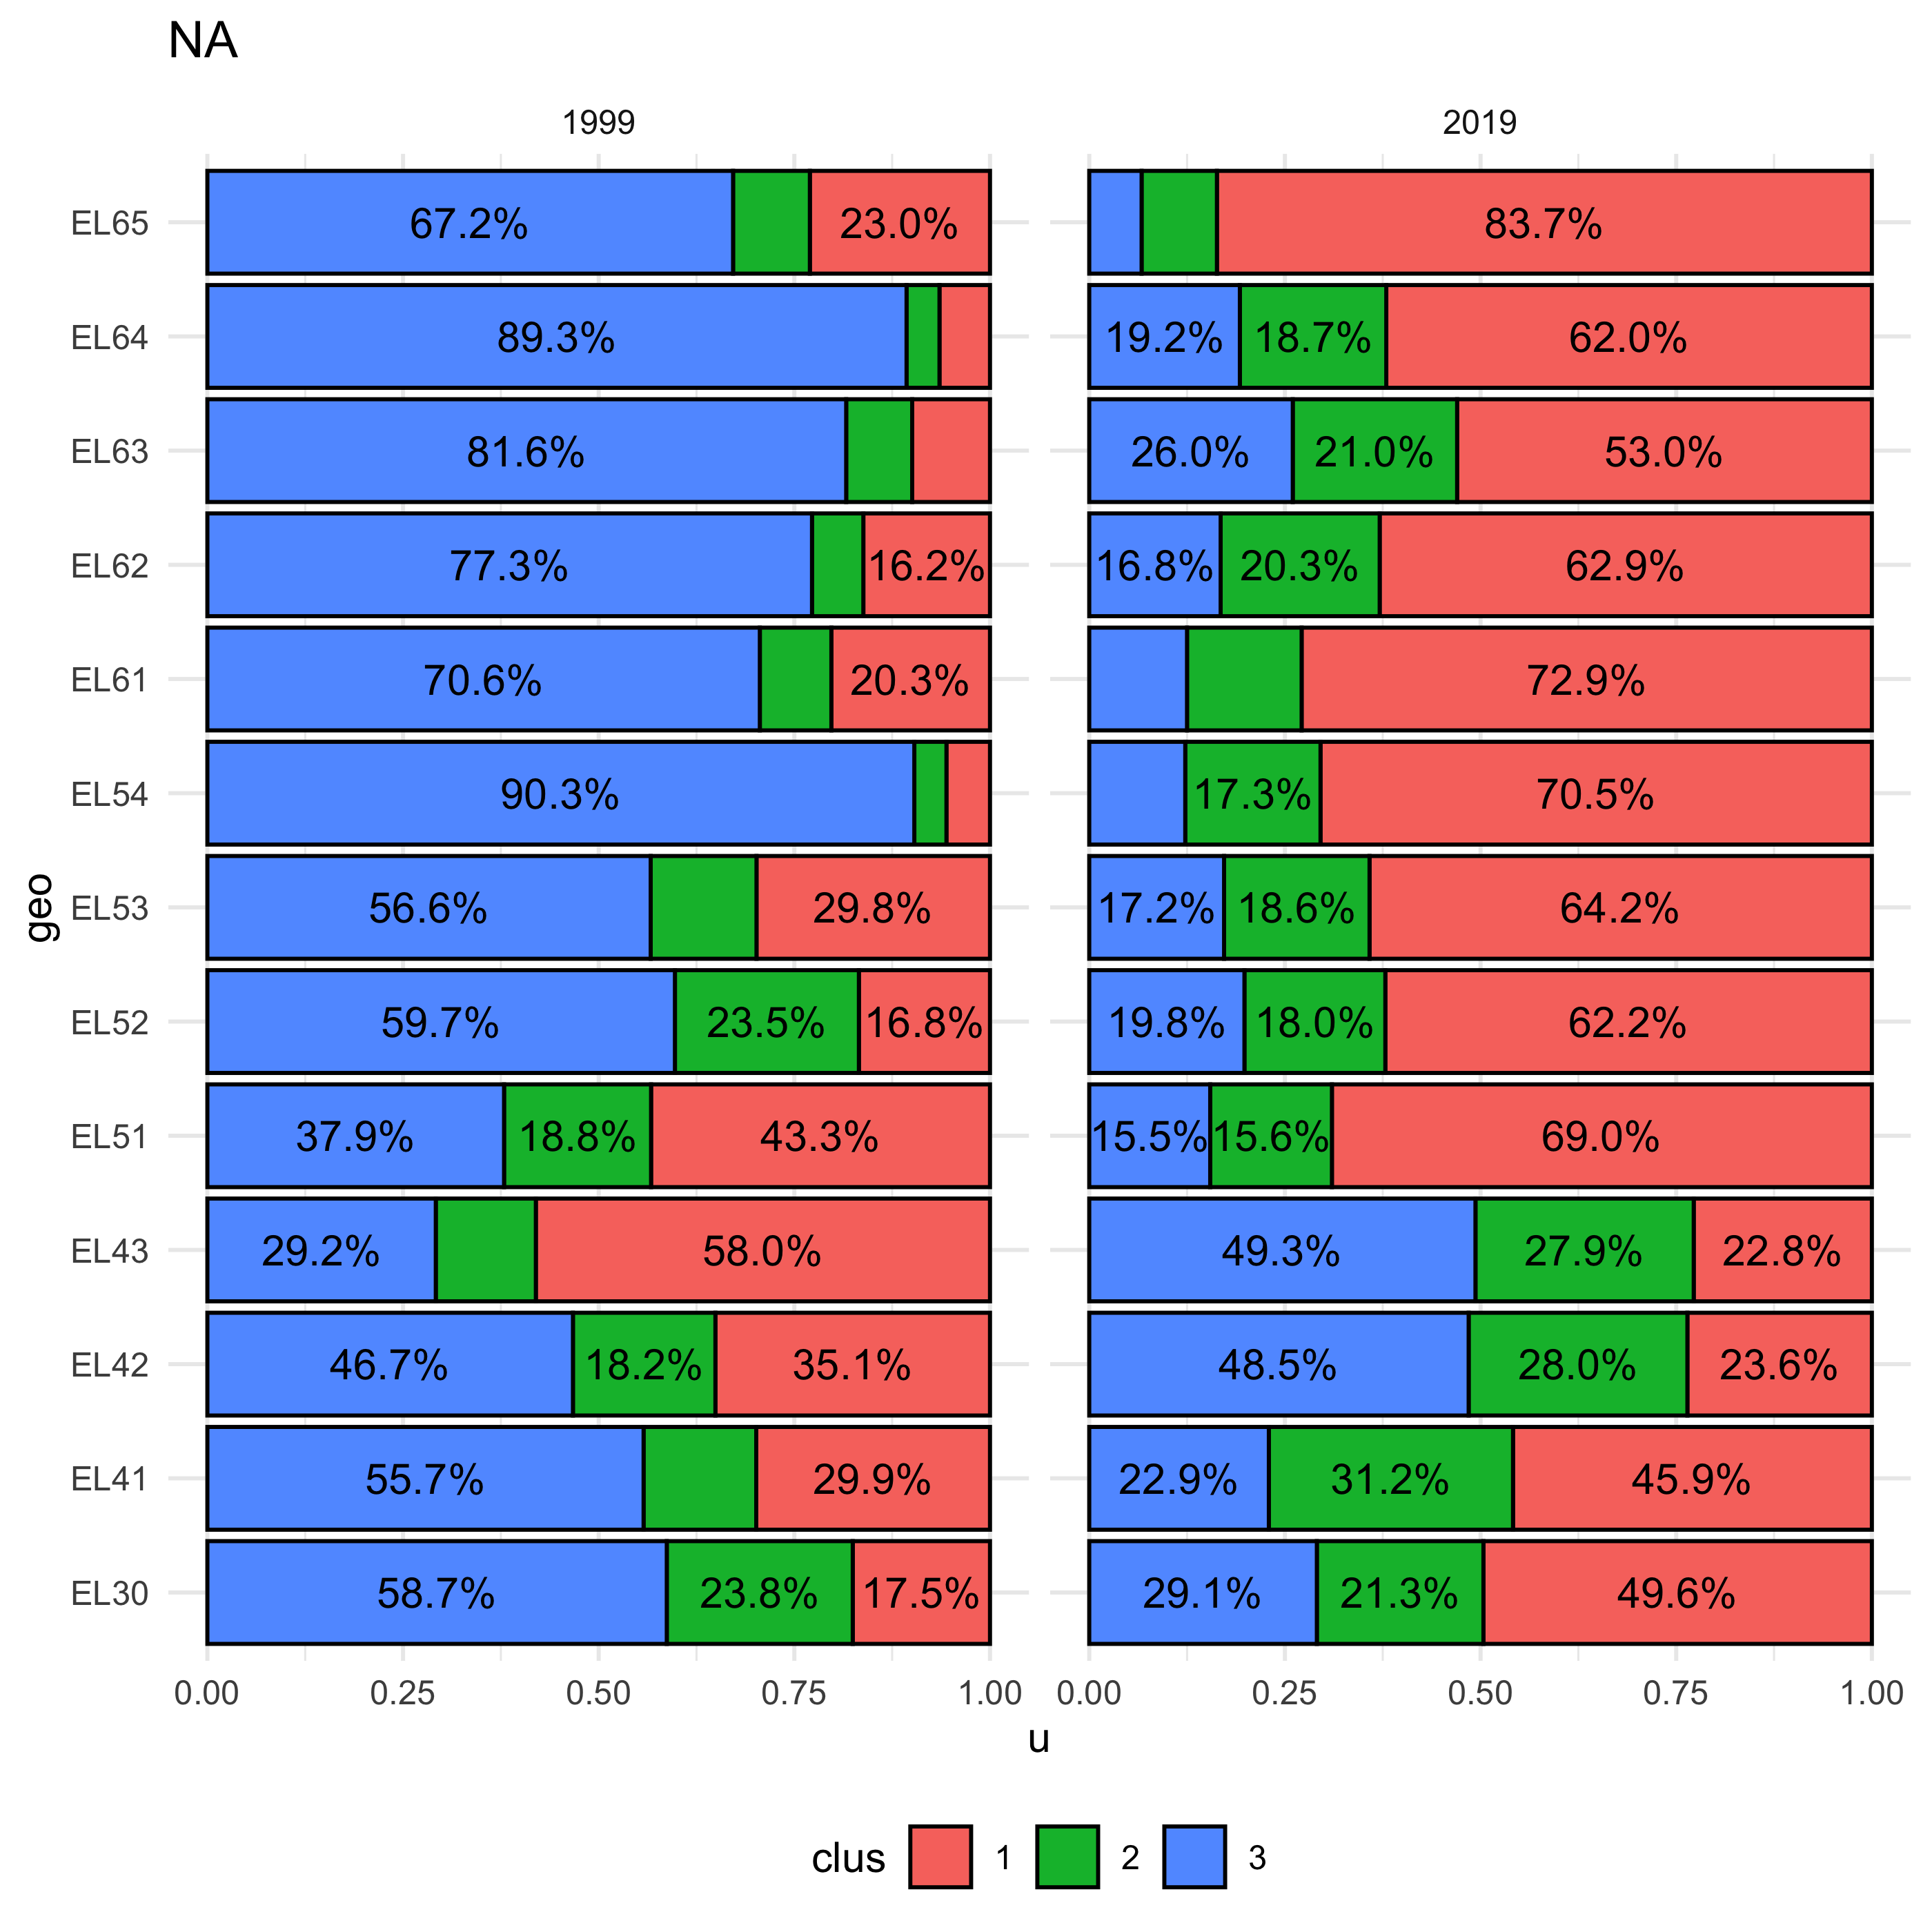 NA
1999 2019
EL65 67.2% 23.0% 83.7%
EL64 89.3% 19.2% 18.7% 62.0%
EL63 81.6% 26.0% 21.0% 53.0%
EL62 77.3% 16.2% 16.8% 20.3% 62.9%
EL61 70.6% 20.3% 72.9%
EL54 90.3% 17.3% 70.5%
geo
EL53 56.6% 29.8% 17.2% 18.6% 64.2%
EL52 59.7% 23.5% 16.8% 19.8% 18.0% 62.2%
EL51 37.9% 18.8% 43.3% 15.5% 15.6% 69.0%
EL43 29.2% 58.0% 49.3% 27.9% 22.8%
EL42 46.7% 18.2% 35.1% 48.5% 28.0% 23.6%
EL41 55.7% 29.9% 22.9% 31.2% 45.9%
EL30 58.7% 23.8% 17.5% 29.1% 21.3% 49.6%
0.00 0.25 0.50 0.75 1.00 0.00 0.25 0.50 0.75 1.00
u
clus 1 2 3